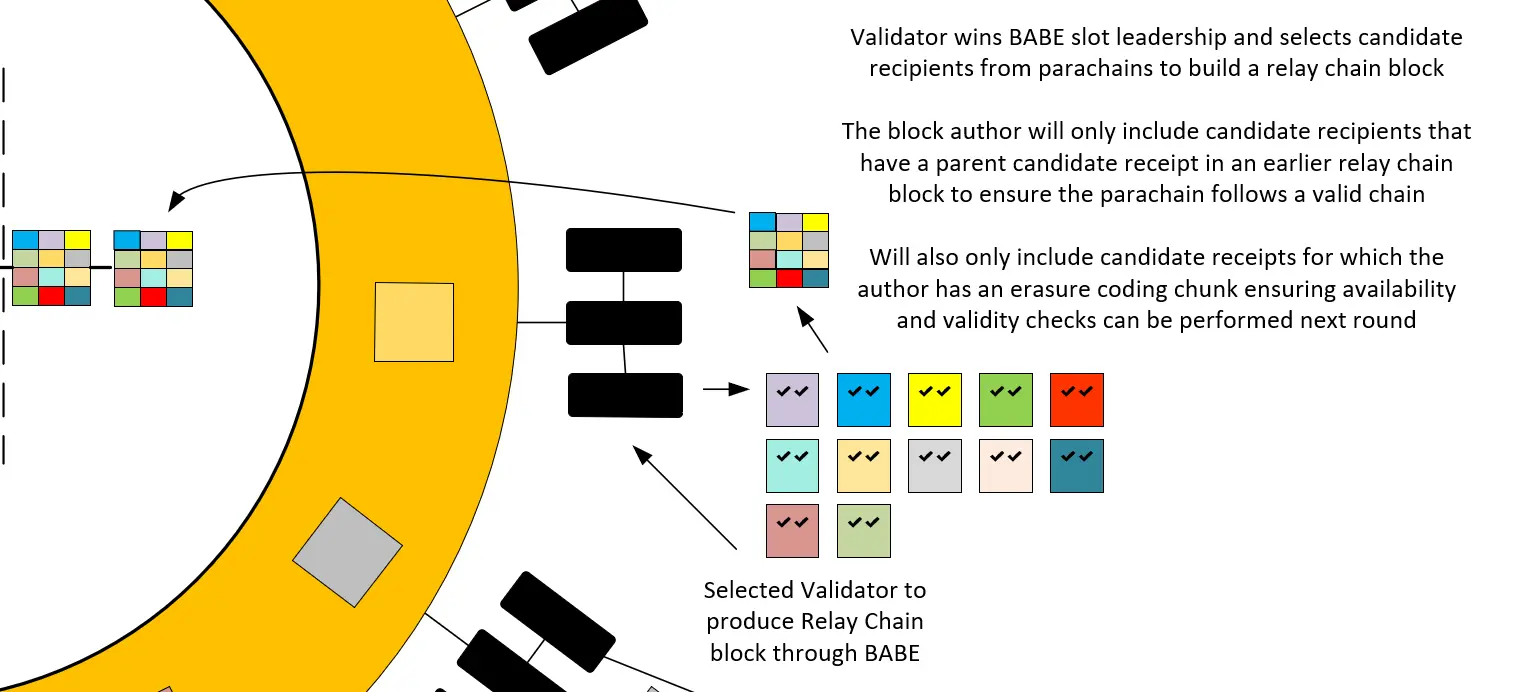 Validator wins BABE slot leadership and selects candidate
recipients from parachains to build a relay chain block
The block author will only include candidate recipients that
have a parent candidate receipt in an earlier relay chain
block to ensure the parachain follows a valid chain
Will also only include candidate receipts for which the
author has an erasure coding chunk ensuring availability
and validity checks can be performed next round
Selected Validator to
produce Relay Chain
block through BABE